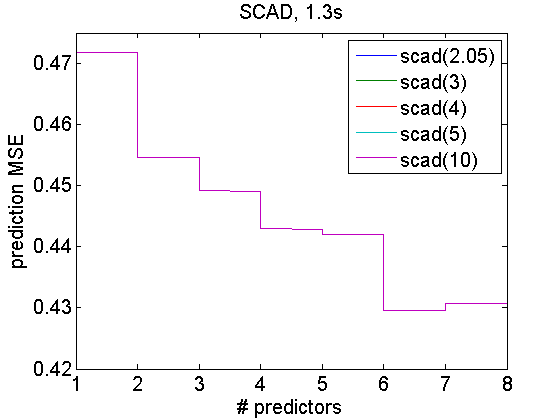 SCAD, 1.3s
prediction MSE
0.47
0.46
0.45
0.44
0.43
0.42
scad(2.05)
scad(3)
scad(4)
scad(5)
scad(10)
1 2 3 4 5 6 7 8
# predictors